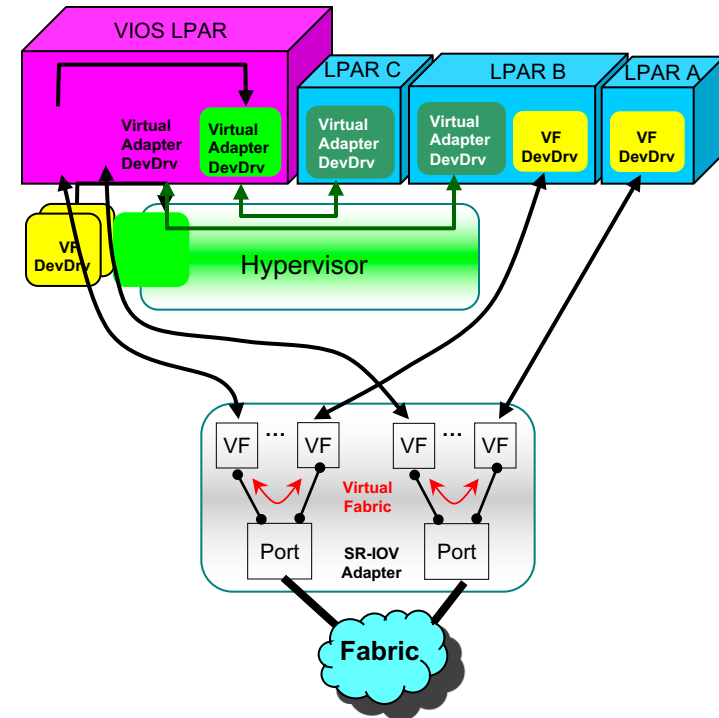 VIOS LPAR
LPAR C
LPAR B
LPAR A
Virtual
Adapter
DevDrv
Virtual
Adapter
DevDrv
Virtual
Adapter
DevDrv
Virtual
Adapter
DevDrv
VF
DevDrv
VF
DevDrv
VF
DevDrv
Hypervisor
VF
...
VF
VF
...
VF
Virtual
Fabric
Port
SR-IOV
Adapter
Port
Fabric